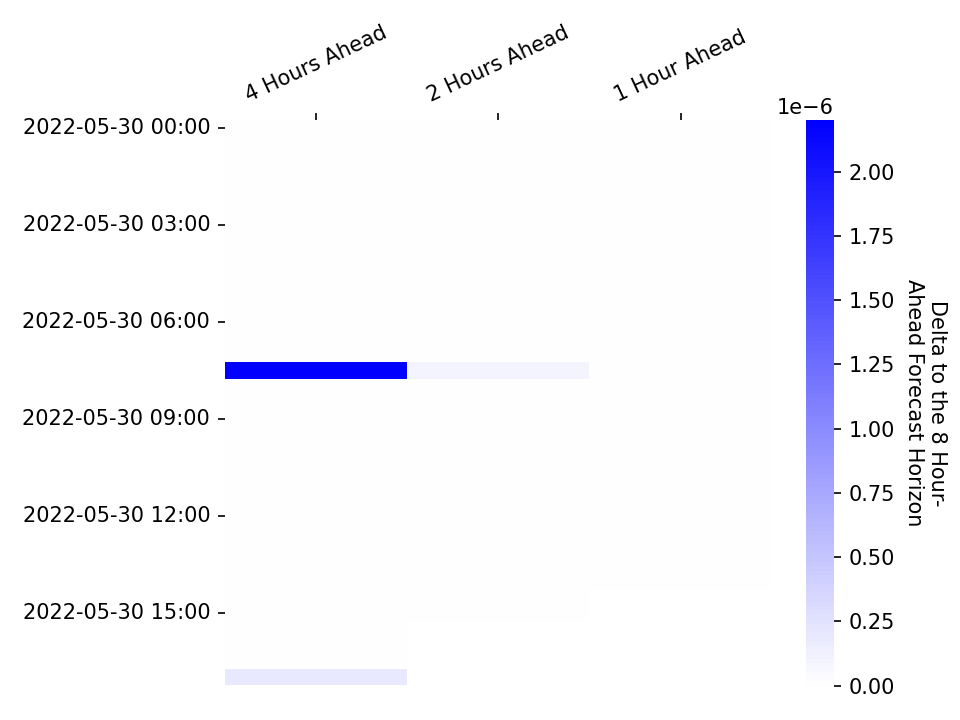 4 Hours Ahead
2 Hours Ahead
1 Hour Ahead
2022-05-30 00:00
2022-05-30 03:00
2022-05-30 06:00
2022-05-30 09:00
2022-05-30 12:00
2022-05-30 15:00
1e−6
2.00
1.75
1.50
1.25
1.00
0.75
0.50
0.25
0.00
Delta to the 8 Hour-
Ahead Forecast Horizon